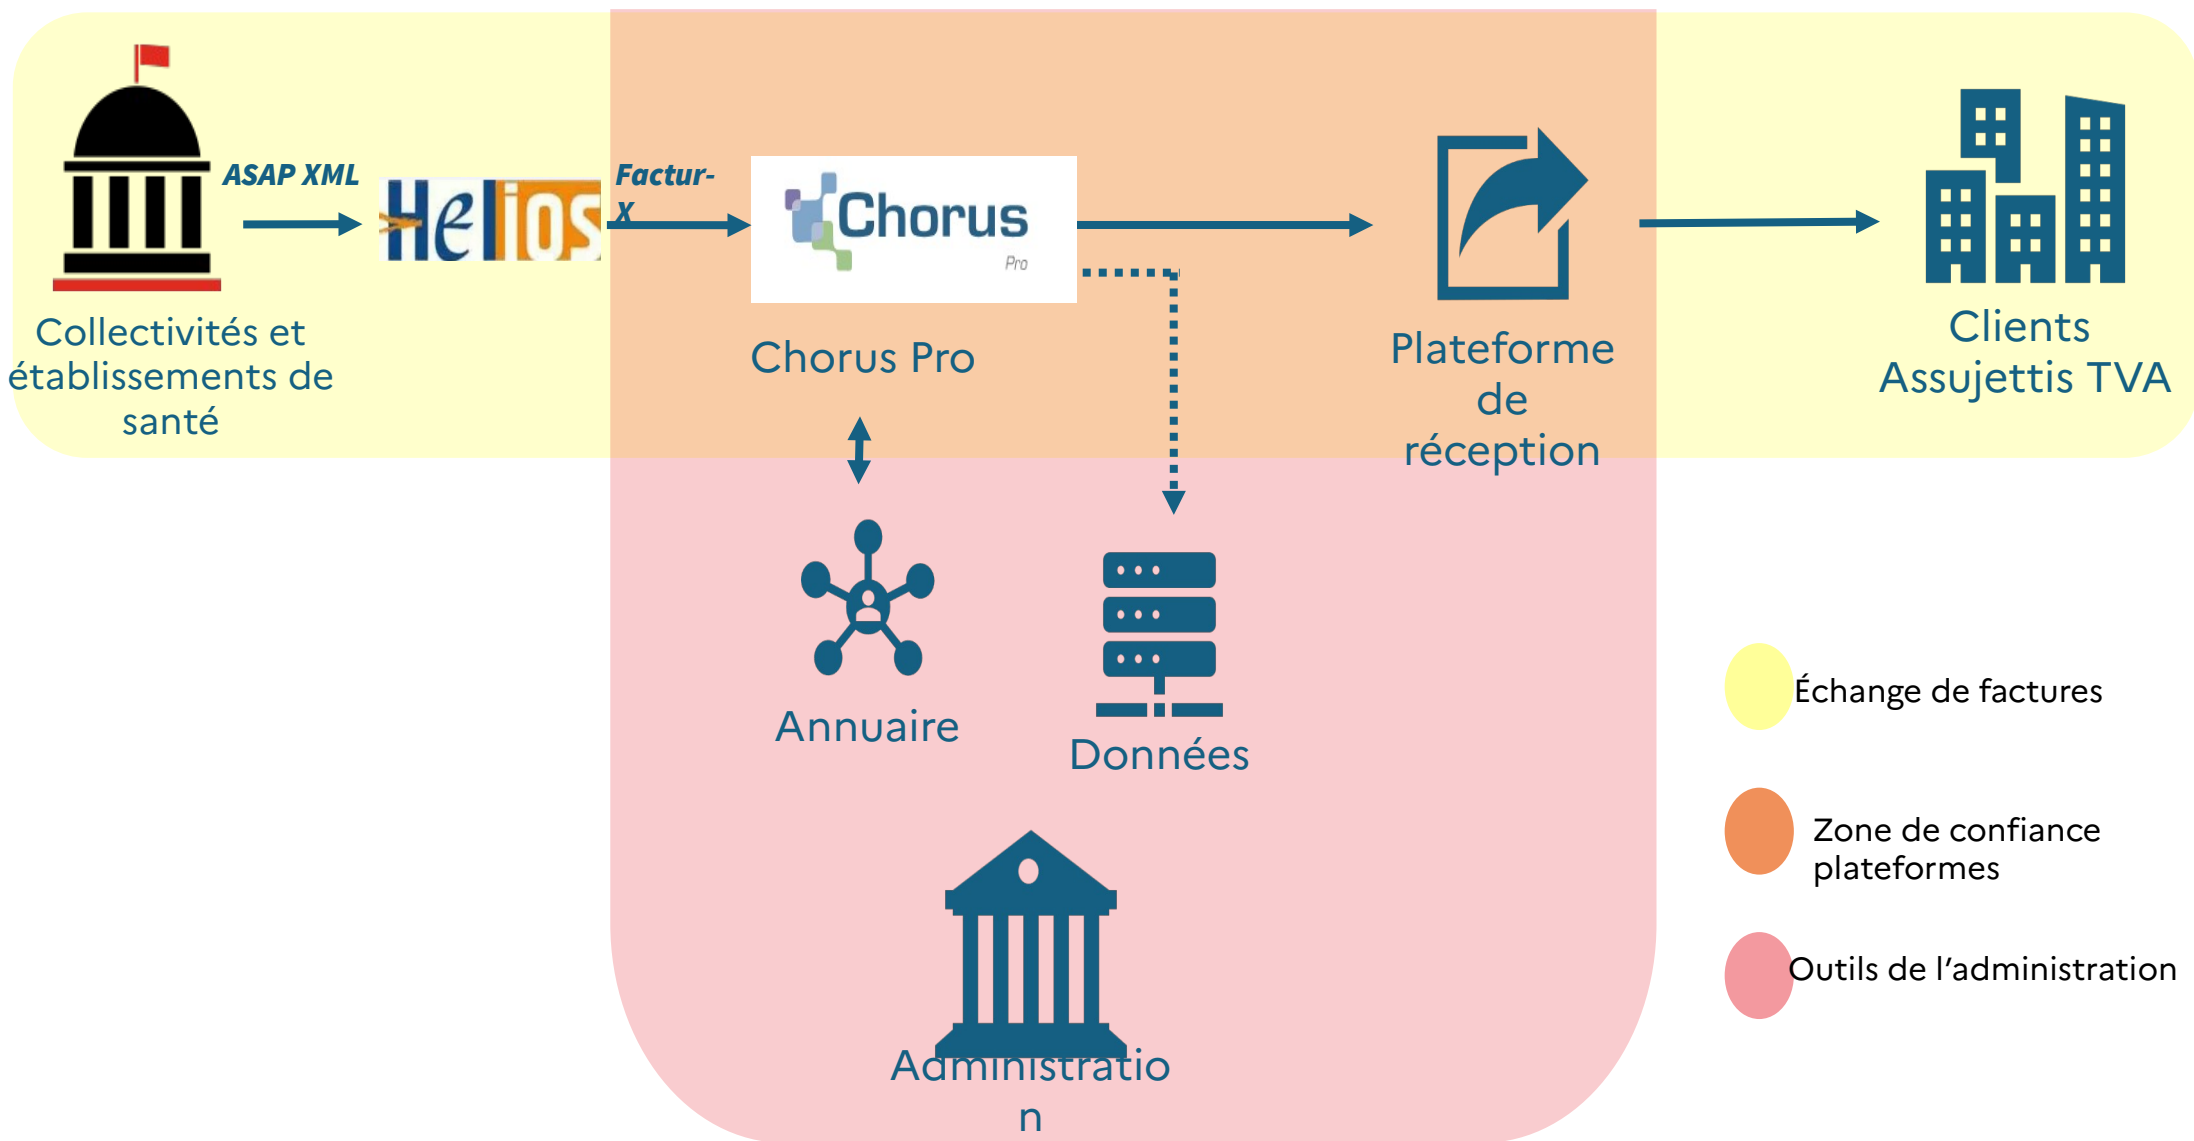 ASAP XML
Helios
Factur-
X
Chorus
Pro
Collectivités et
établissements de
santé
Chorus Pro
Plateforme
de
réception
Clients
Assujettis TVA
Annuaire
Données
Administratio
n
Échange de factures
Zone de confiance
plateformes
Outils de l’administration